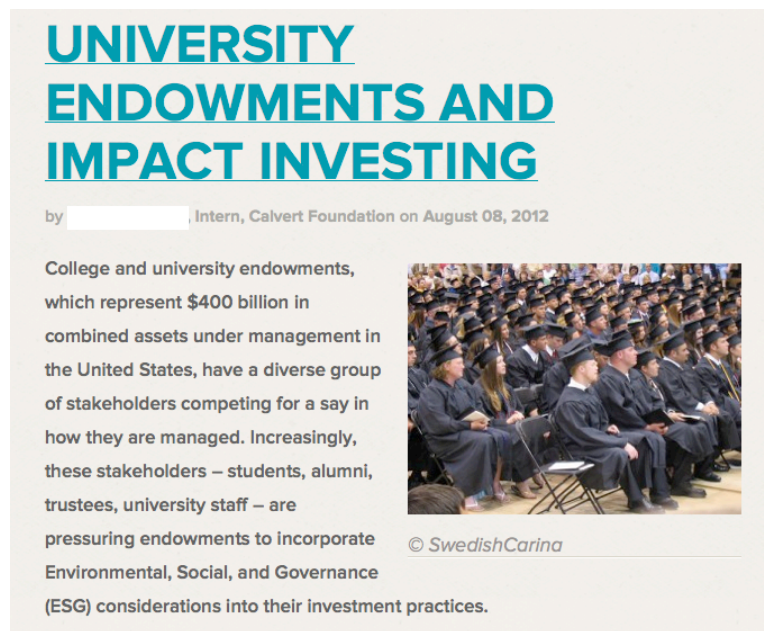 UNIVERSITY
ENDOWMENTS AND
IMPACT INVESTING
by , Intern, Calvert Foundation on August 08, 2012
College and university endowments,
which represent $400 billion in
combined assets under management in
the United States, have a diverse group
of stakeholders competing for a say in
how they are managed. Increasingly,
these stakeholders – students, alumni,
trustees, university staff – are
pressuring endowments to incorporate
Environmental, Social, and Governance
(ESG) considerations into their investment practices.
© SwedishCarina